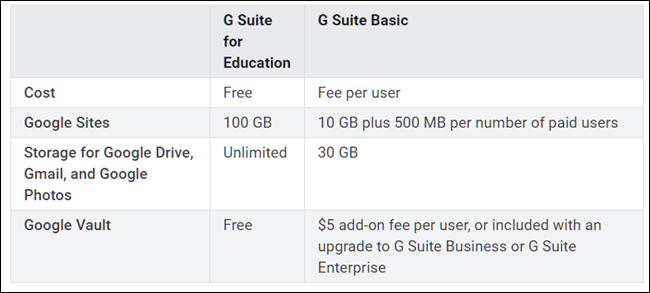 G Suite for Education G Suite Basic
Cost Free Fee per user
Google Sites 100 GB 10 GB plus 500 MB per number of paid users
Storage for Google Drive, Gmail, and Google Photos Unlimited 30 GB
Google Vault Free $5 add-on fee per user, or included with an upgrade to G Suite Business or G Suite Enterprise